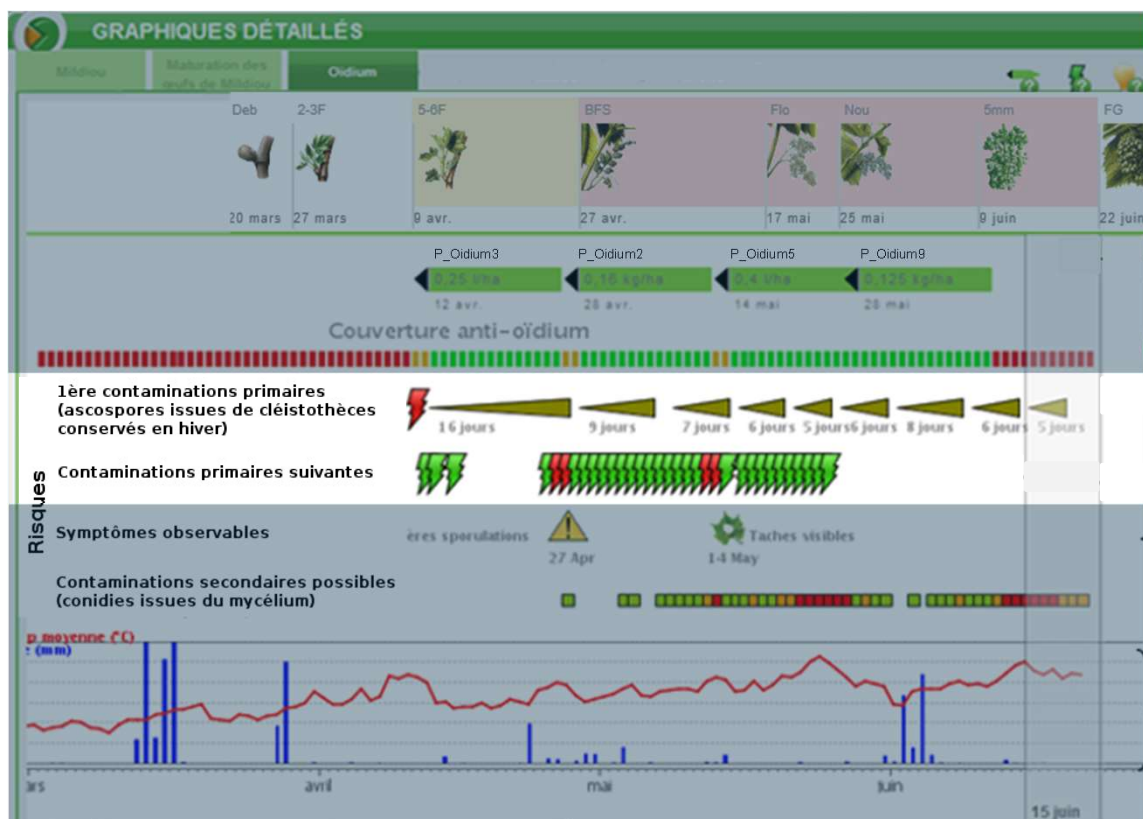 GRAPHIQUES DÉTAILLÉS
Mildiou
Maturation des
œufs de Mildiou
Oidium
Deb 2-3F 5-6F BFS Flo Nou 5mm FG
20 mars 27 mars 9 avr. 27 avr. 17 mai 25 mai 9 juin 22 juin
P_Oidium3 P_Oidium2 P_Oidium5 P_Oidium9
0,25 l/ha 0,16 kg/ha 0,4 l/ha 0,125 kg/ha
12 avr. 28 avr. 14 mai 28 mai
Couverture anti-oïdium
Risques
1ère contaminations primaires
(ascospores issues de cléistothèces
conservés en hiver)
16 jours 9 jours 7 jours 6 jours 5 jours 6 jours 8 jours 6 jours 5 jours
Contaminations primaires suivantes
Symptômes observables
ères sporulations
27 Apr
Taches visibles
14 May
Contaminations secondaires possibles
(conidies issues du mycélium)
p moyenne (°C)
(mm)
ars avril mai juin
15 juin